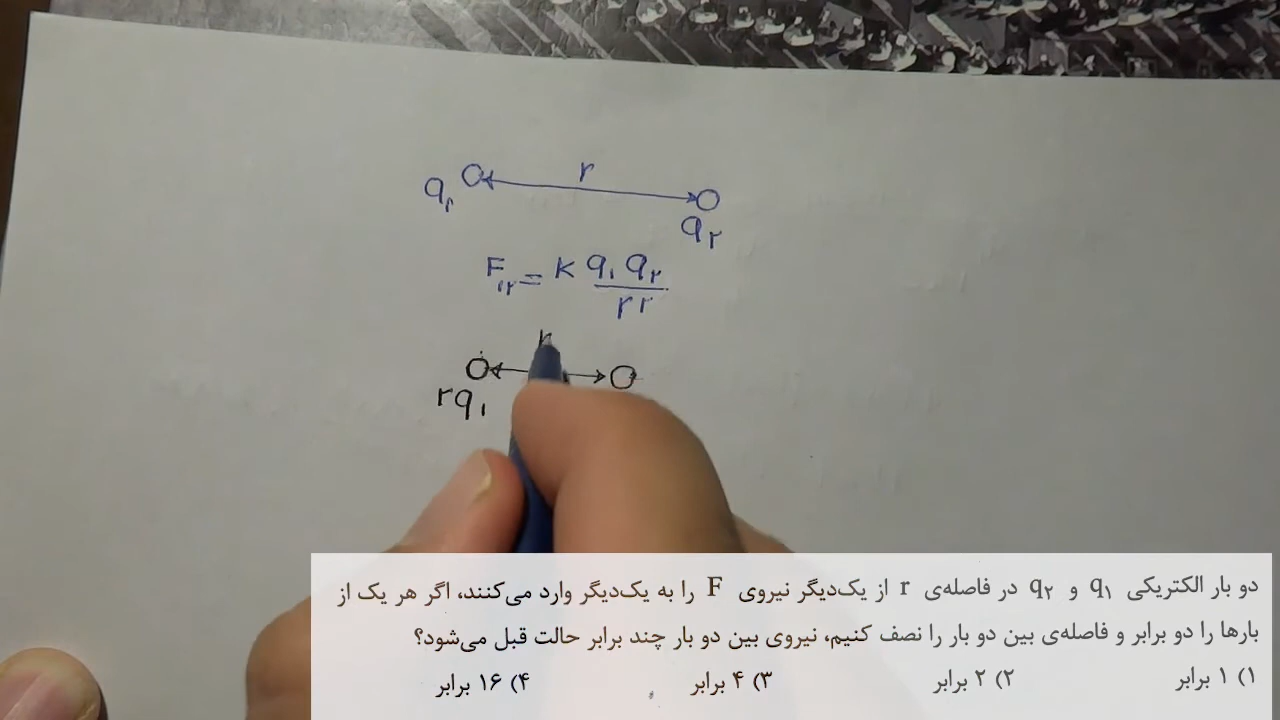 r
q₁
q۲
F۱۲ = K q₁ q۲ / r۲
r
۲q₁
دو بار الکتریکی q۱ و q۲ در فاصله‌ی r از یک‌دیگر نیروی F را به یک‌دیگر وارد می‌کنند، اگر هر یک از
بارها را دو برابر و فاصله‌ی بین دو بار را نصف کنیم، نیروی بین دو بار چند برابر حالت قبل می‌شود؟
۱) ۱ برابر ۲) ۲ برابر ۳) ۴ برابر ۴) ۱۶ برابر